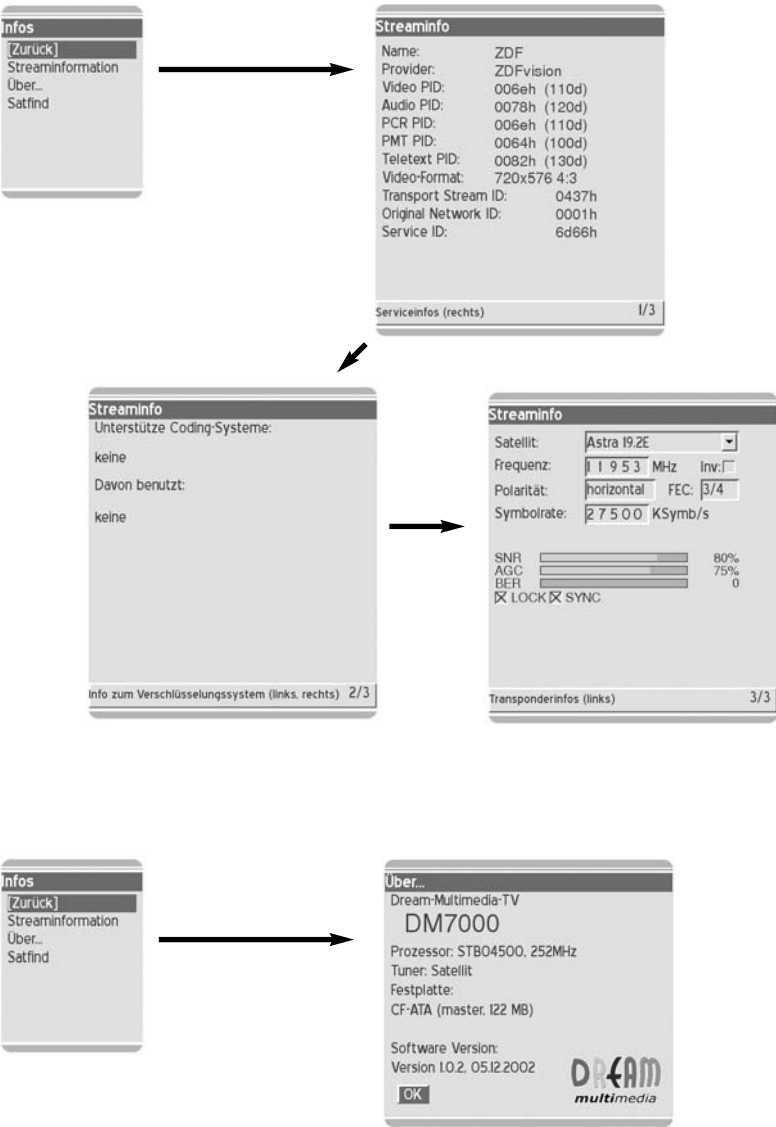 Infos
[Zurück]
Streaminformation
Über...
Satfind
Streaminfo
Name: ZDF
Provider: ZDFvision
Video PID: 006eh (110d)
Audio PID: 0078h (120d)
PCR PID: 006eh (110d)
PMT PID: 0064h (100d)
Teletext PID: 0082h (130d)
Video-Format: 720x576 4:3
Transport Stream ID: 0437h
Original Network ID: 0001h
Service ID: 6d66h
Serviceinfos (rechts) 1/3
Streaminfo
Unterstütze Coding-Systeme:
keine
Davon benutzt:
keine
Info zum Verschlüsselungssystem (links, rechts) 2/3
Streaminfo
Satellit: Astra 19.2E
Frequenz: 11953 MHz Inv:
Polarität: horizontal FEC: 3/4
Symbolrate: 27500 KSymb/s
SNR 80%
AGC 75%
BER 0
LOCK SYNC
Transponderinfos (links) 3/3
Infos
[Zurück]
Streaminformation
Über...
Satfind
Über...
Dream-Multimedia-TV
DM7000
Prozessor: STB04500, 252MHz
Tuner: Satellit
Festplatte:
CF-ATA (master, 122 MB)
Software Version:
Version 1.0.2, 05.12.2002
OK
DREAM
multimedia